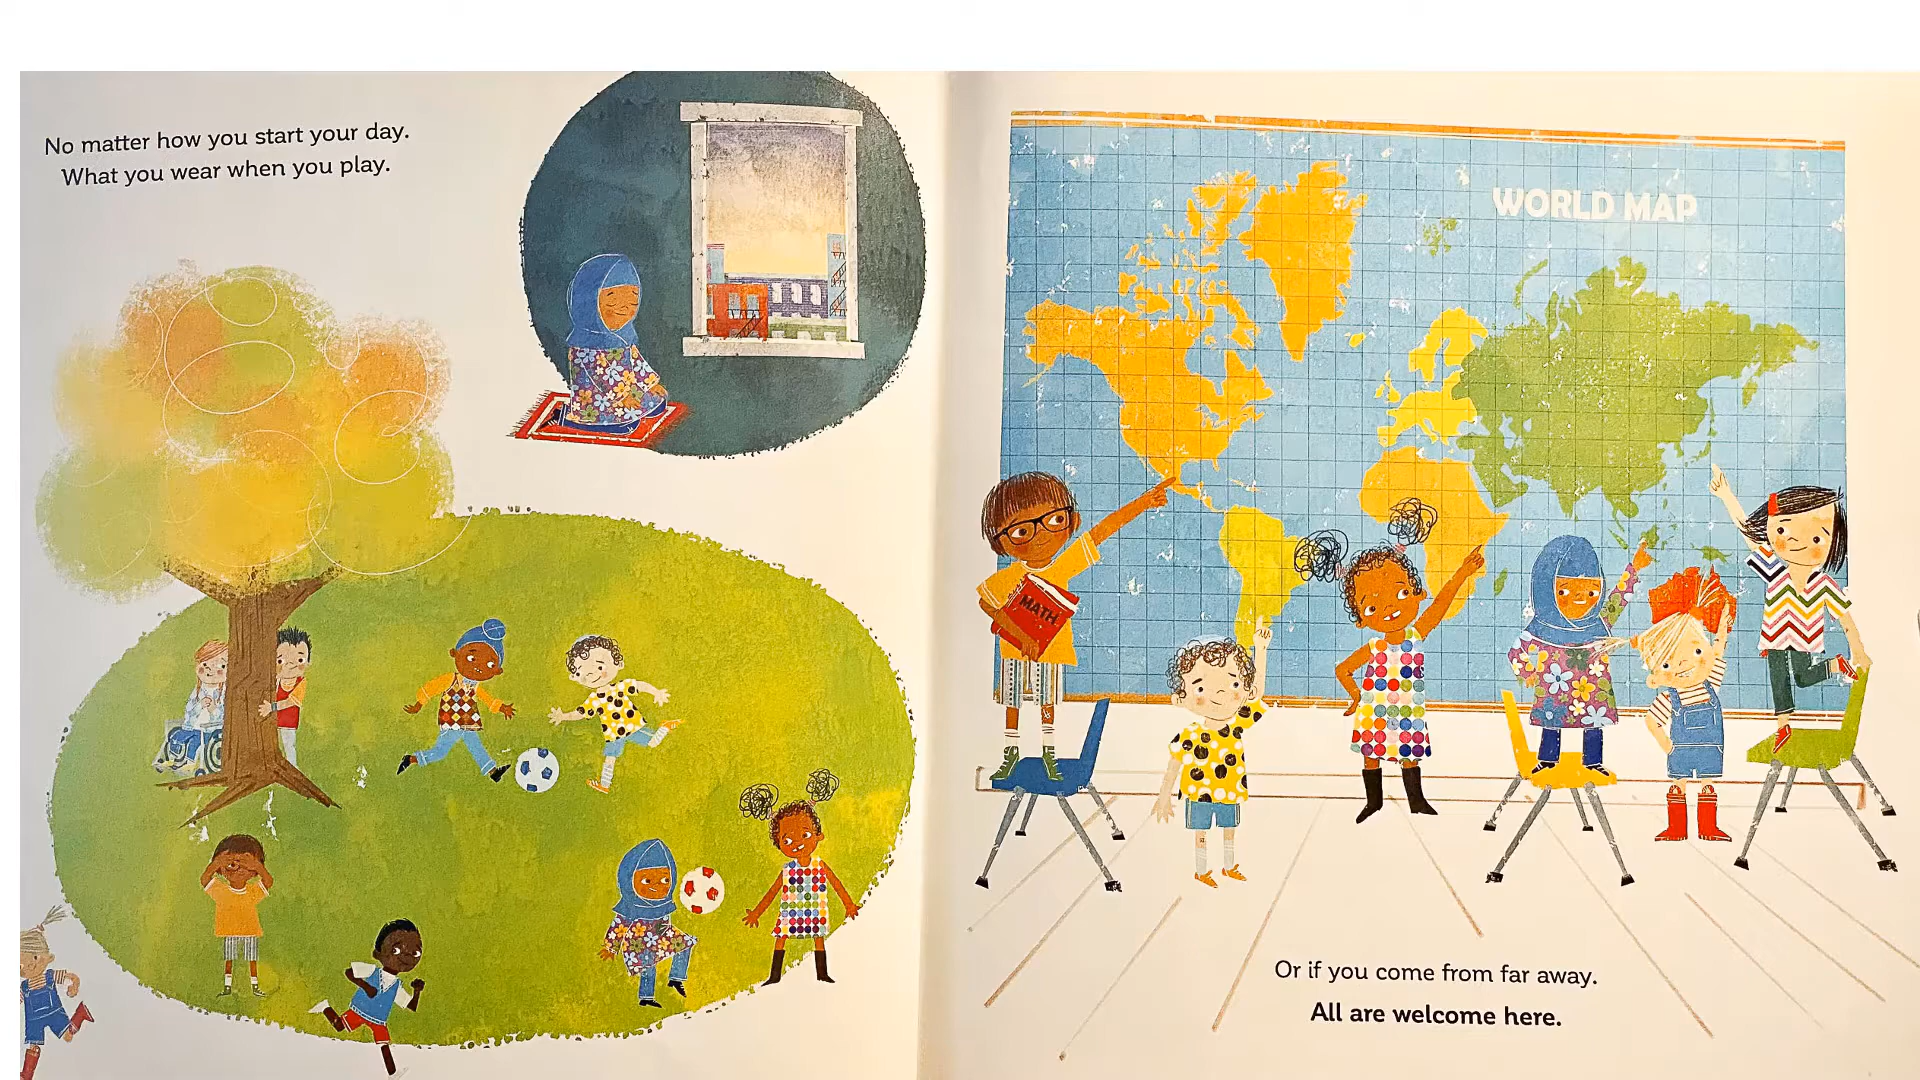 No matter how you start your day.
What you wear when you play.
WORLD MAP
MATH
Or if you come from far away.
All are welcome here.